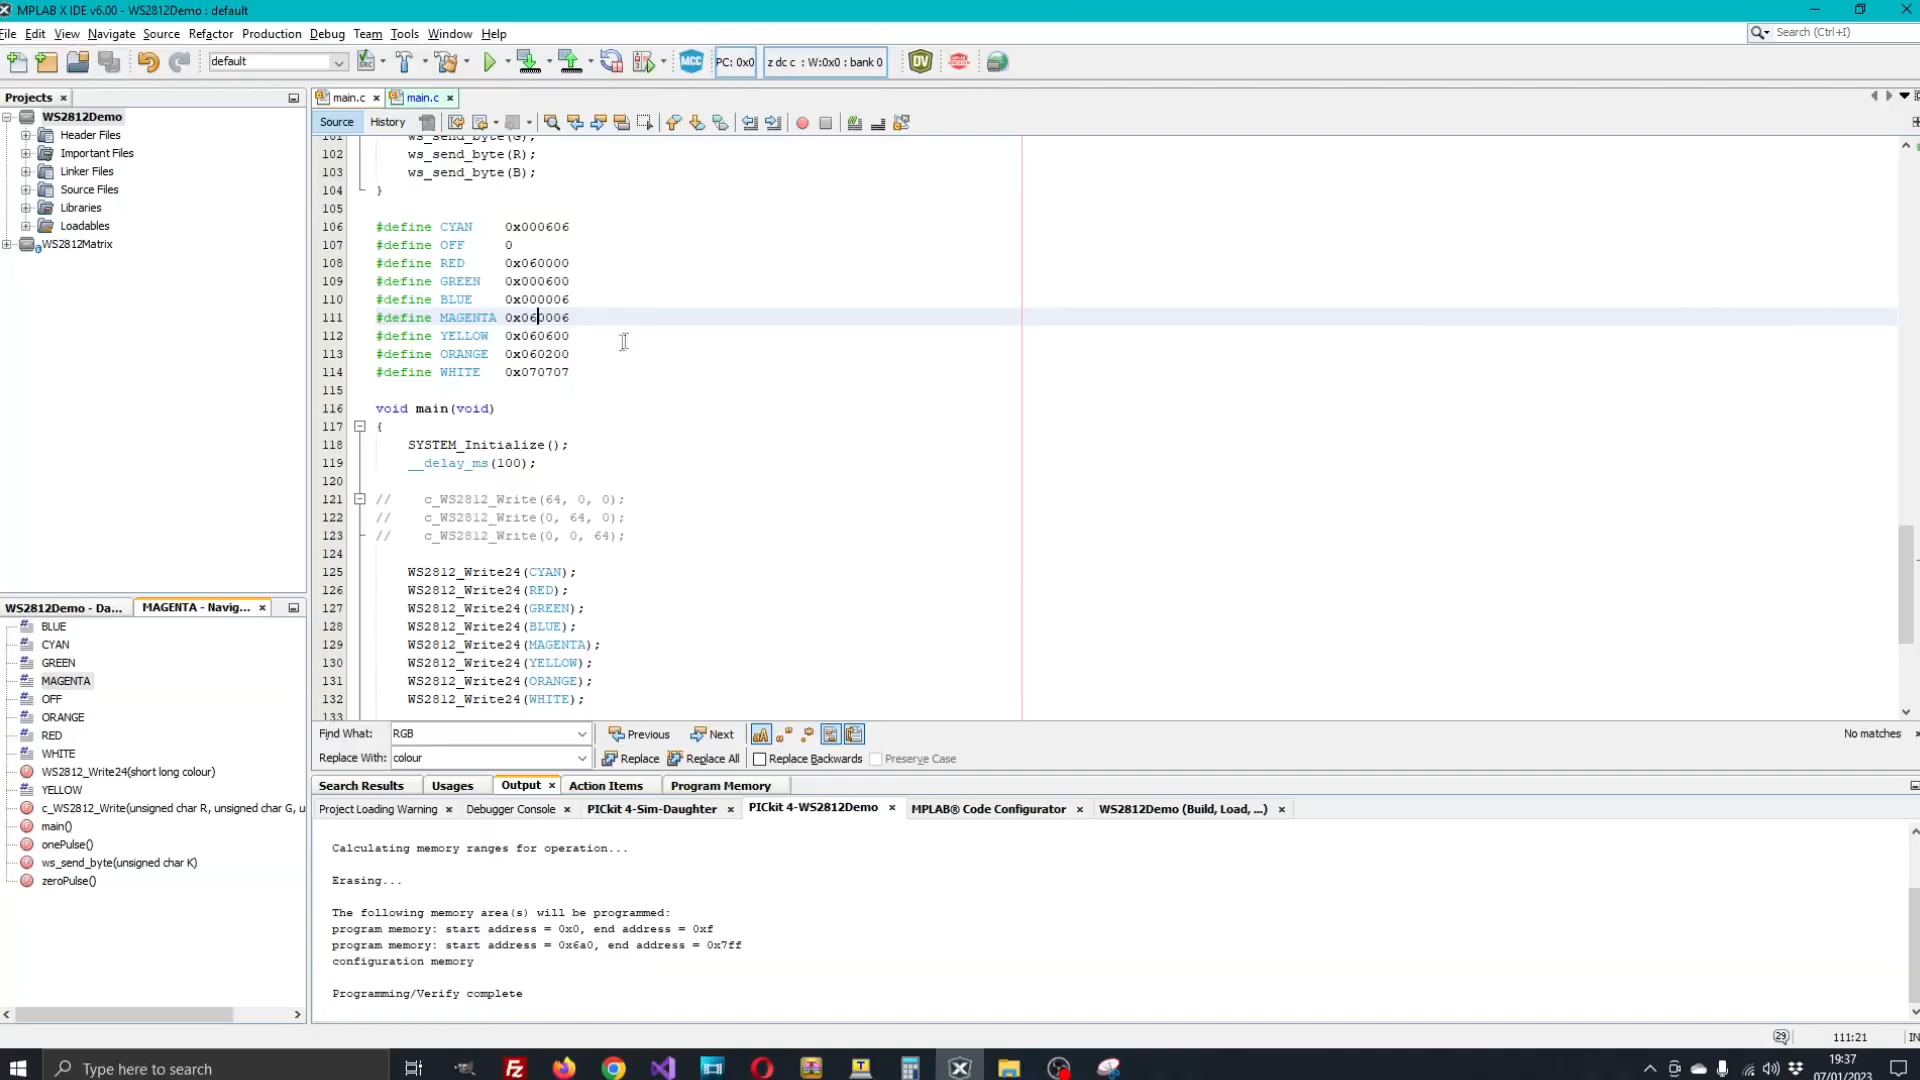 MPLAB X IDE v6.00 - WS2812Demo : default
File Edit View Navigate Source Refactor Production Debug Team Tools Window Help
Search (Ctrl+I)
default
MCC
PC: 0x0
z dc c : W:0x0 : bank 0
DV
Projects
main.c
main.c
Source History
WS2812Demo
Header Files
Important Files
Linker Files
Source Files
Libraries
Loadables
WS2812Matrix
101 ws_send_byte(G);
102 ws_send_byte(R);
103 ws_send_byte(B);
104 }
105
106 #define CYAN 0x000606
107 #define OFF 0
108 #define RED 0x060000
109 #define GREEN 0x000600
110 #define BLUE 0x000006
111 #define MAGENTA 0x060006
112 #define YELLOW 0x060600
113 #define ORANGE 0x060200
114 #define WHITE 0x070707
115
116 void main(void)
117 {
118 SYSTEM_Initialize();
119 __delay_ms(100);
120
121 // c_WS2812_Write(64, 0, 0);
122 // c_WS2812_Write(0, 64, 0);
123 // c_WS2812_Write(0, 0, 64);
124
125 WS2812_Write24(CYAN);
126 WS2812_Write24(RED);
127 WS2812_Write24(GREEN);
128 WS2812_Write24(BLUE);
129 WS2812_Write24(MAGENTA);
130 WS2812_Write24(YELLOW);
131 WS2812_Write24(ORANGE);
132 WS2812_Write24(WHITE);
133
WS2812Demo - Da...
MAGENTA - Navig...
BLUE
CYAN
GREEN
MAGENTA
OFF
ORANGE
RED
WHITE
WS2812_Write24(short long colour)
YELLOW
c_WS2812_Write(unsigned char R, unsigned char G, u
main()
onePulse()
ws_send_byte(unsigned char K)
zeroPulse()
Find What: RGB Previous Next No matches
Replace With: colour Replace Replace All Replace Backwards Preserve Case
Search Results Usages Output Action Items Program Memory
Project Loading Warning Debugger Console PICkit 4-Sim-Daughter PICkit 4-WS2812Demo MPLAB® Code Configurator WS2812Demo (Build, Load, ...)
Calculating memory ranges for operation...
Erasing...
The following memory area(s) will be programmed:
program memory: start address = 0x0, end address = 0xf
program memory: start address = 0x6a0, end address = 0x7ff
configuration memory
Programming/Verify complete
29
111:21
IN
Type here to search
19:37
07/01/2023